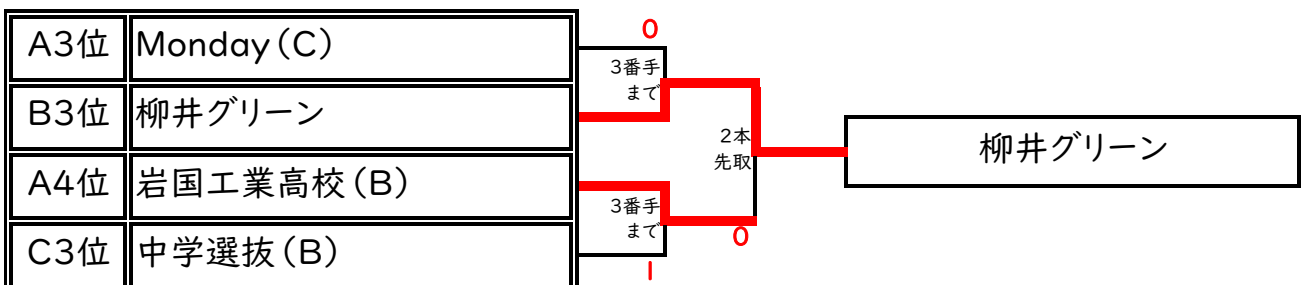 A3位 Monday(C)
0
3番手
まで
B3位 柳井グリーン
2本
先取
柳井グリーン
A4位 岩国工業高校(B)
3番手
まで
0
C3位 中学選抜(B)
1